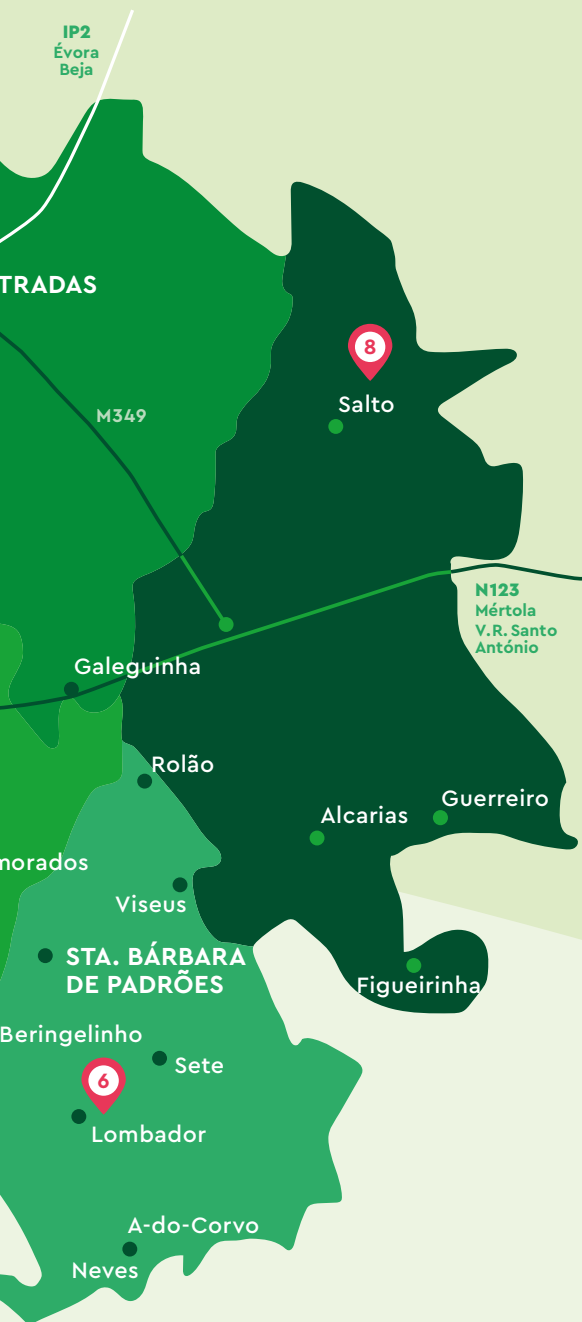 IP2
Évora
Beja
TRADAS
8
Salto
M349
N123
Mértola
V.R. Santo
António
Galeguinha
Rolão
Guerreiro
Alcarias
morados
Viseus
STA. BÁRBARA
DE PADRÕES
Figueirinha
Beringelinho
Sete
6
Lombador
A-do-Corvo
Neves